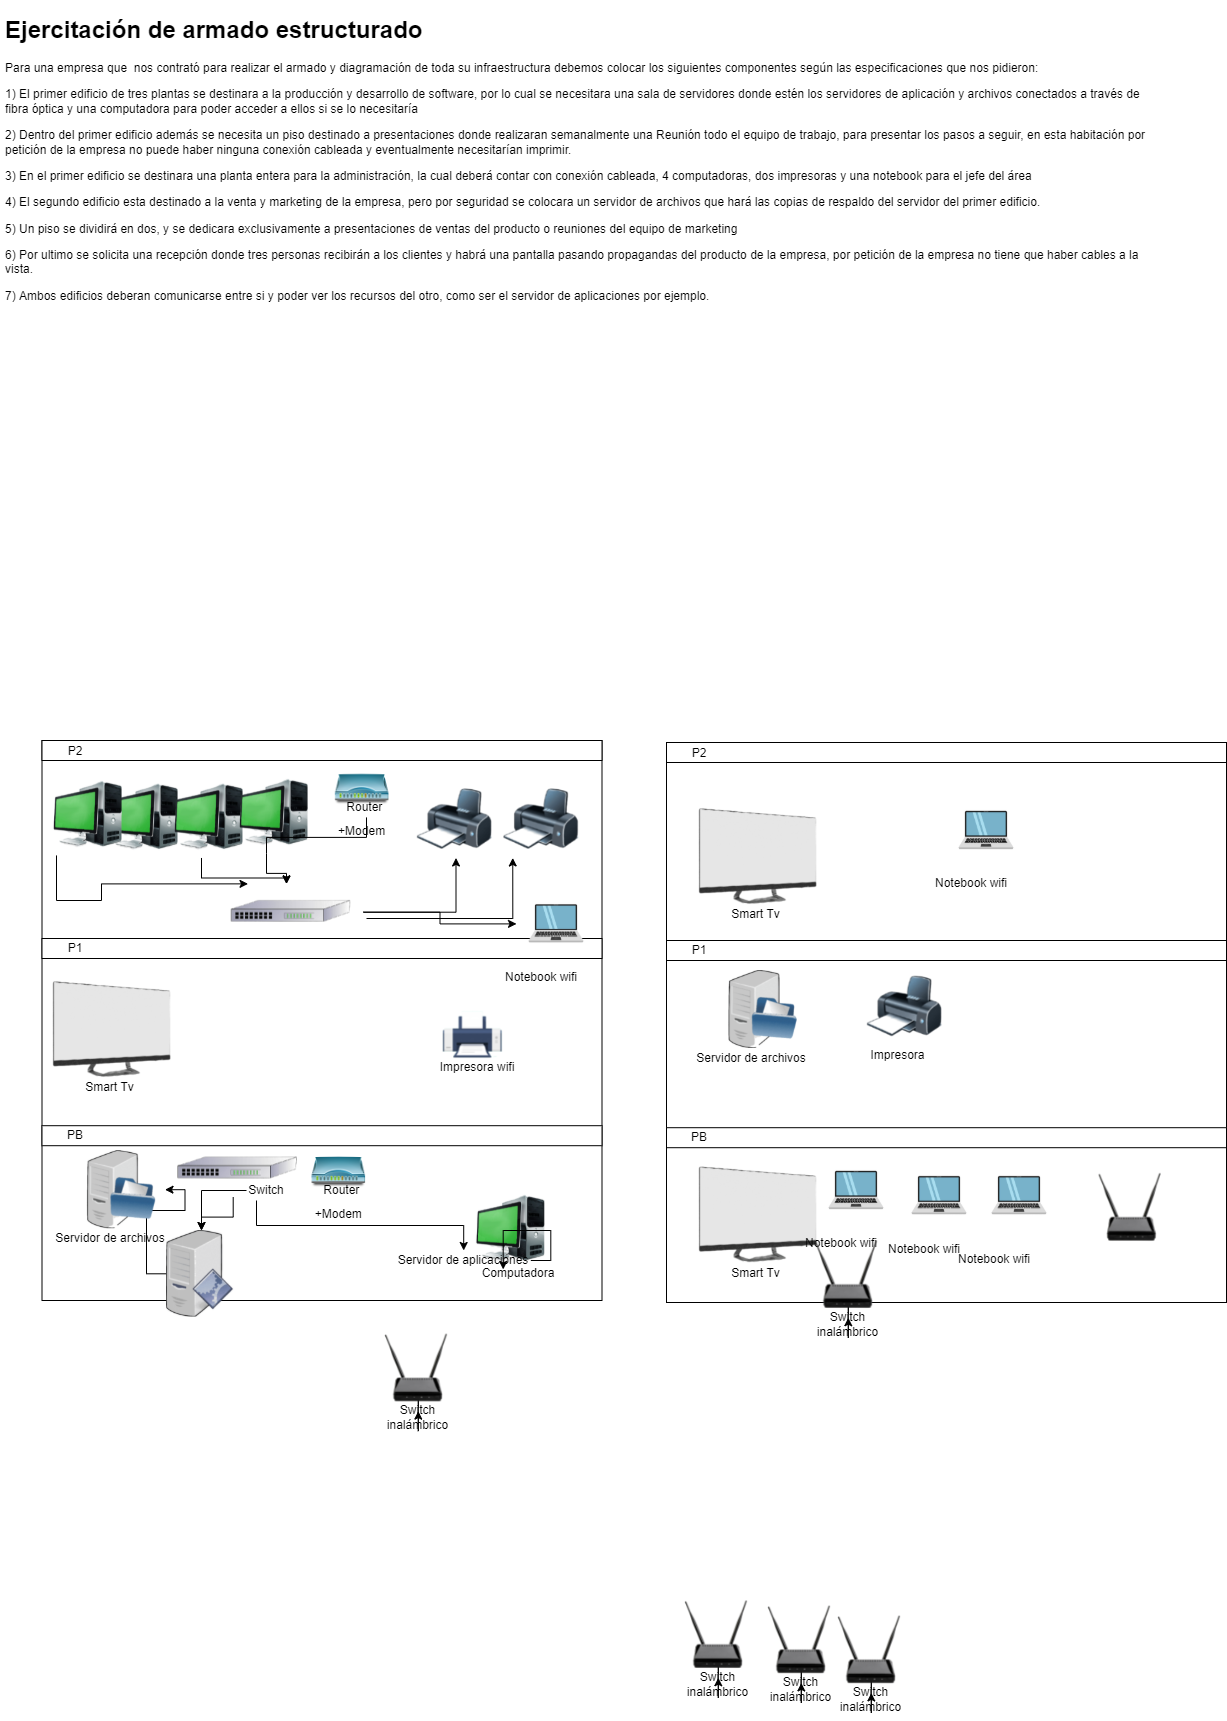 Ejercitación de armado estructurado
Para una empresa que  nos contrató para realizar el armado y diagramación de toda su infraestructura debemos colocar los siguientes componentes según las especificaciones que nos pidieron:
1) El primer edificio de tres plantas se destinara a la producción y desarrollo de software, por lo cual se necesitara una sala de servidores donde estén los servidores de aplicación y archivos conectados a través de
fibra óptica y una computadora para poder acceder a ellos si se lo necesitaría
2) Dentro del primer edificio además se necesita un piso destinado a presentaciones donde realizaran semanalmente una Reunión todo el equipo de trabajo, para presentar los pasos a seguir, en esta habitación por
petición de la empresa no puede haber ninguna conexión cableada y eventualmente necesitarían imprimir.
3) En el primer edificio se destinara una planta entera para la administración, la cual deberá contar con conexión cableada, 4 computadoras, dos impresoras y una notebook para el jefe del área
4) El segundo edificio esta destinado a la venta y marketing de la empresa, pero por seguridad se colocara un servidor de archivos que hará las copias de respaldo del servidor del primer edificio.
5) Un piso se dividirá en dos, y se dedicara exclusivamente a presentaciones de ventas del producto o reuniones del equipo de marketing
6) Por ultimo se solicita una recepción donde tres personas recibirán a los clientes y habrá una pantalla pasando propagandas del producto de la empresa, por petición de la empresa no tiene que haber cables a la
vista.
7) Ambos edificios deberan comunicarse entre si y poder ver los recursos del otro, como ser el servidor de aplicaciones por ejemplo.
P2
Router
+Modem
P1
Notebook wifi
Smart Tv
Impresora wifi
PB
Switch
Router
+Modem
Servidor de archivos
Servidor de aplicaciones
Computadora
Switch
inalámbrico
P2
Notebook wifi
Smart Tv
P1
Servidor de archivos
Impresora
PB
Notebook wifi
Notebook wifi
Notebook wifi
Smart Tv
Switch
inalámbrico
Switch
inalámbrico
Switch
inalámbrico
Switch
inalámbrico